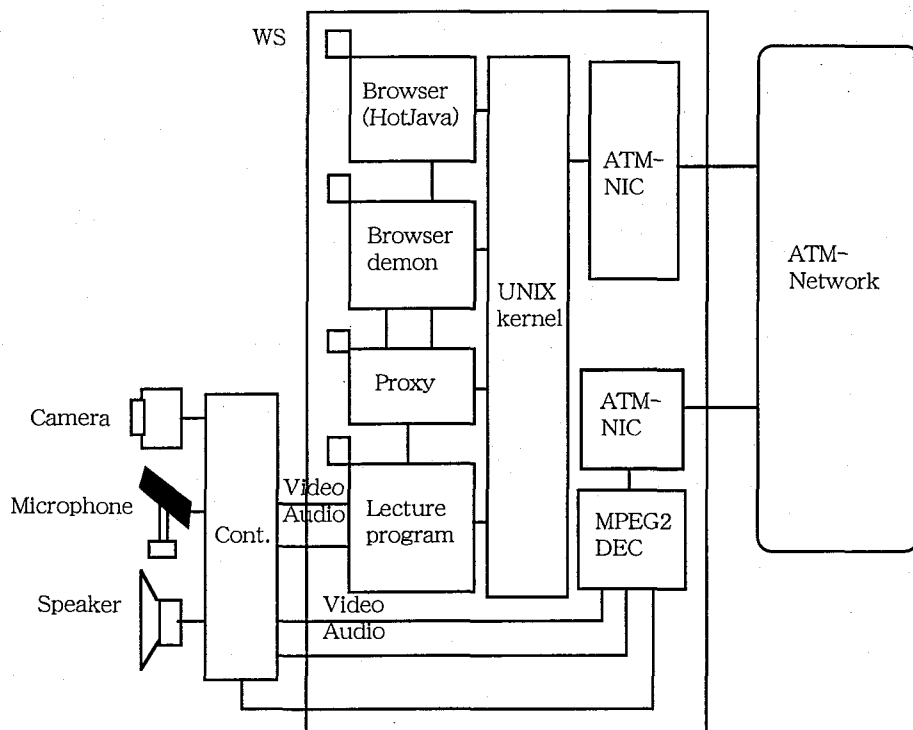 WS
Browser
(HotJava)
ATM-
NIC
Browser
demon
ATM-
Network
UNIX
kernel
Proxy
ATM-
NIC
Camera
Microphone
Video
Audio
Cont.
Lecture
program
MPEG2
DEC
Speaker
Video
Audio